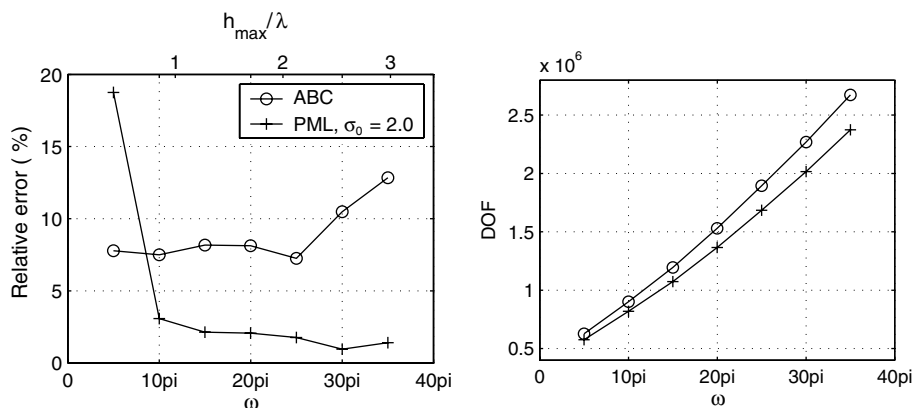 h_max/λ
1 2 3
20
15
10
5
0
Relative error ( %)
ABC
PML, σ_0 = 2.0
0 10pi 20pi 30pi 40pi
ω
x 10^6
2.5
2
1.5
1
0.5
DOF
0 10pi 20pi 30pi 40pi
ω